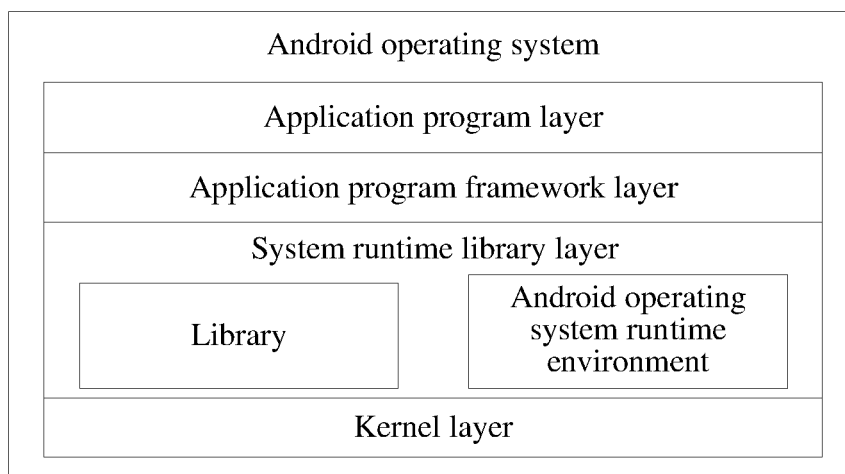 Android operating system
Application program layer
Application program framework layer
System runtime library layer
Library
Android operating
system runtime
environment
Kernel layer